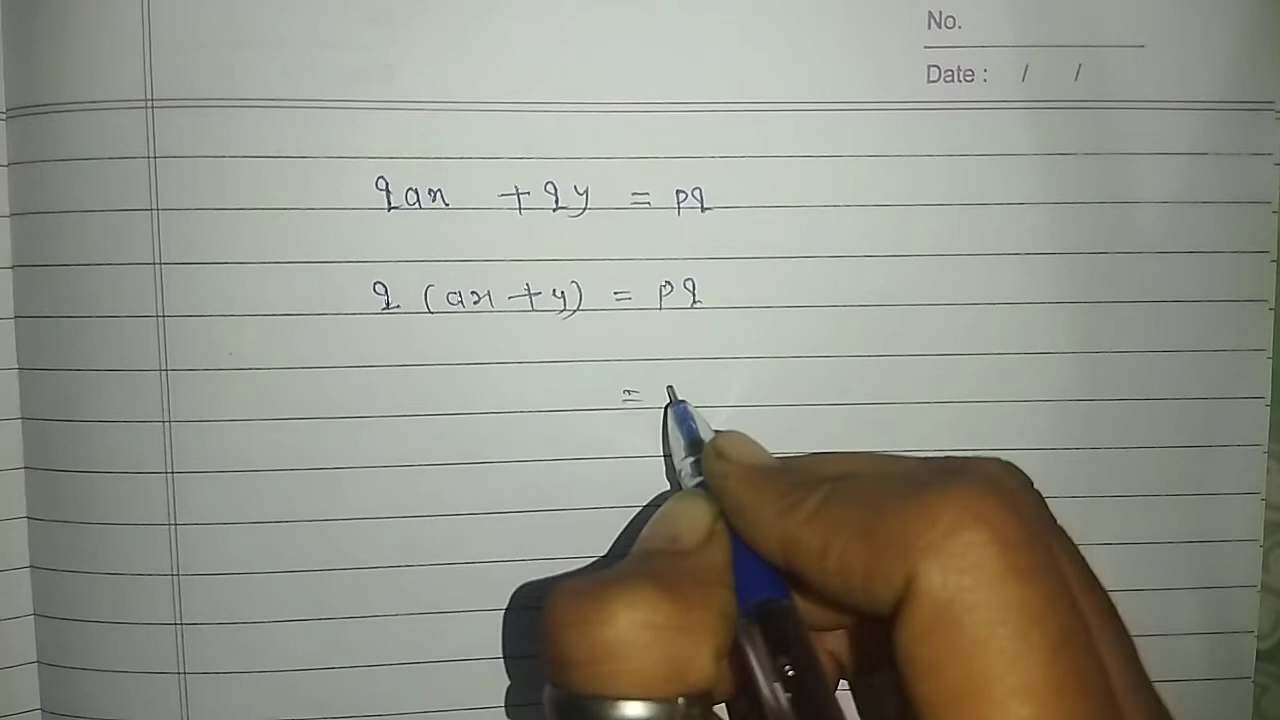 No.
Date : / /
qax + qy = pq
q (ax + y) = pq
=